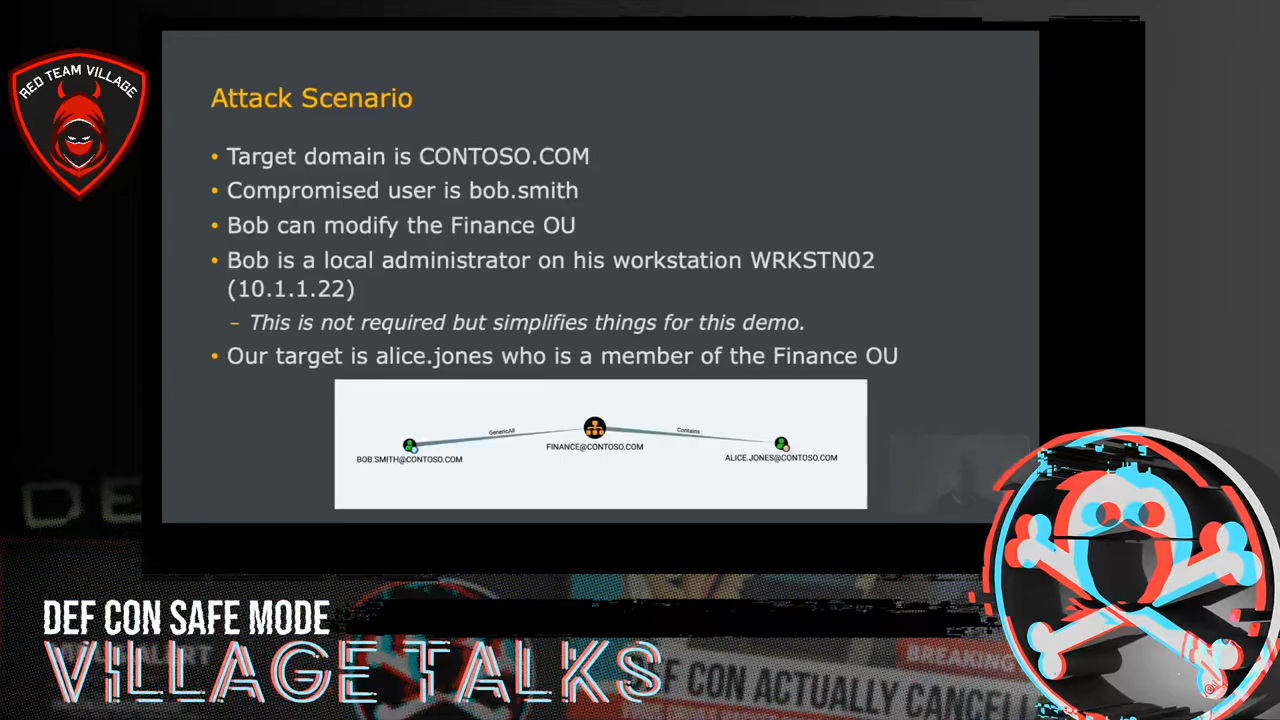 RED TEAM VILLAGE
Attack Scenario
• Target domain is CONTOSO.COM
• Compromised user is bob.smith
• Bob can modify the Finance OU
• Bob is a local administrator on his workstation WRKSTN02
(10.1.1.22)
– This is not required but simplifies things for this demo.
• Our target is alice.jones who is a member of the Finance OU
GenericAll
Contains
BOB.SMITH@CONTOSO.COM
FINANCE@CONTOSO.COM
ALICE.JONES@CONTOSO.COM
DEF CON SAFE MODE
VILLAGE TALKS
BREAKING
DEF CON ACTUALLY CANCELL